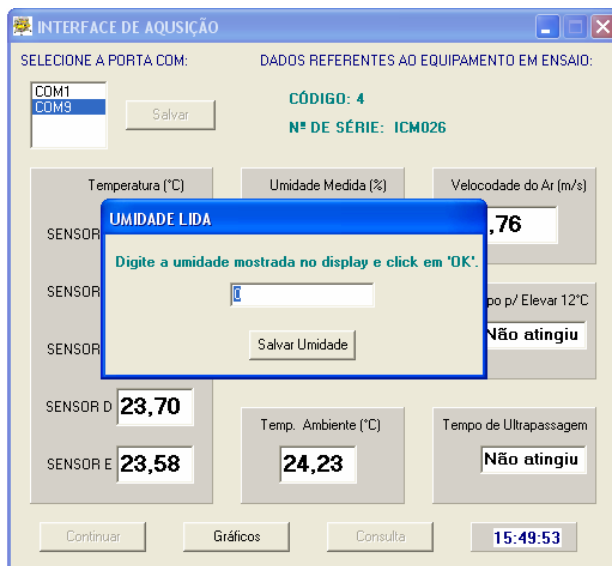 INTERFACE DE AQUSIÇÃO
SELECIONE A PORTA COM:
DADOS REFERENTES AO EQUIPAMENTO EM ENSAIO:
COM1
COM9
Salvar
CÓDIGO: 4
Nº DE SÉRIE: ICM026
Temperatura (°C)
Umidade Medida (%)
Velocodade do Ar (m/s)
UMIDADE LIDA
,76
SENSOR
Digite a umidade mostrada no display e click em 'OK'.
SENSOR
0
po p/ Elevar 12°C
Não atingiu
SENSOR
Salvar Umidade
SENSOR D 23,70
Temp. Ambiente (°C)
Tempo de Ultrapassagem
SENSOR E 23,58
24,23
Não atingiu
Continuar
Gráficos
Consulta
15:49:53